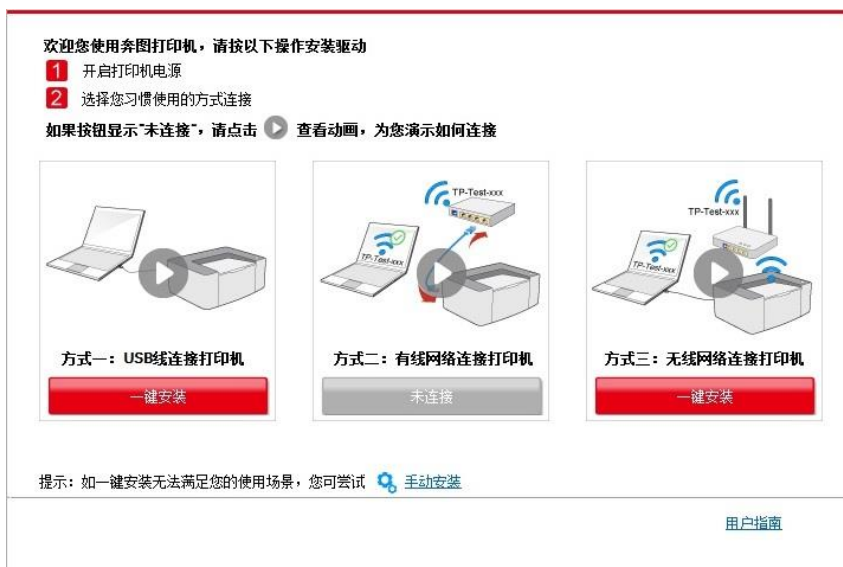 欢迎您使用奔图打印机，请按以下操作安装驱动
1 开启打印机电源
2 选择您习惯使用的方式连接
如果按钮显示"未连接"，请点击 查看动画，为您演示如何连接
TP-Test-xxx
TP-Test-xxx
TP-Test-xxx
TP-Test-xxx
方式一：USB线连接打印机
方式二：有线网络连接打印机
方式三：无线网络连接打印机
一键安装
未连接
一键安装
提示：如一键安装无法满足您的使用场景，您可尝试 手动安装
用户指南